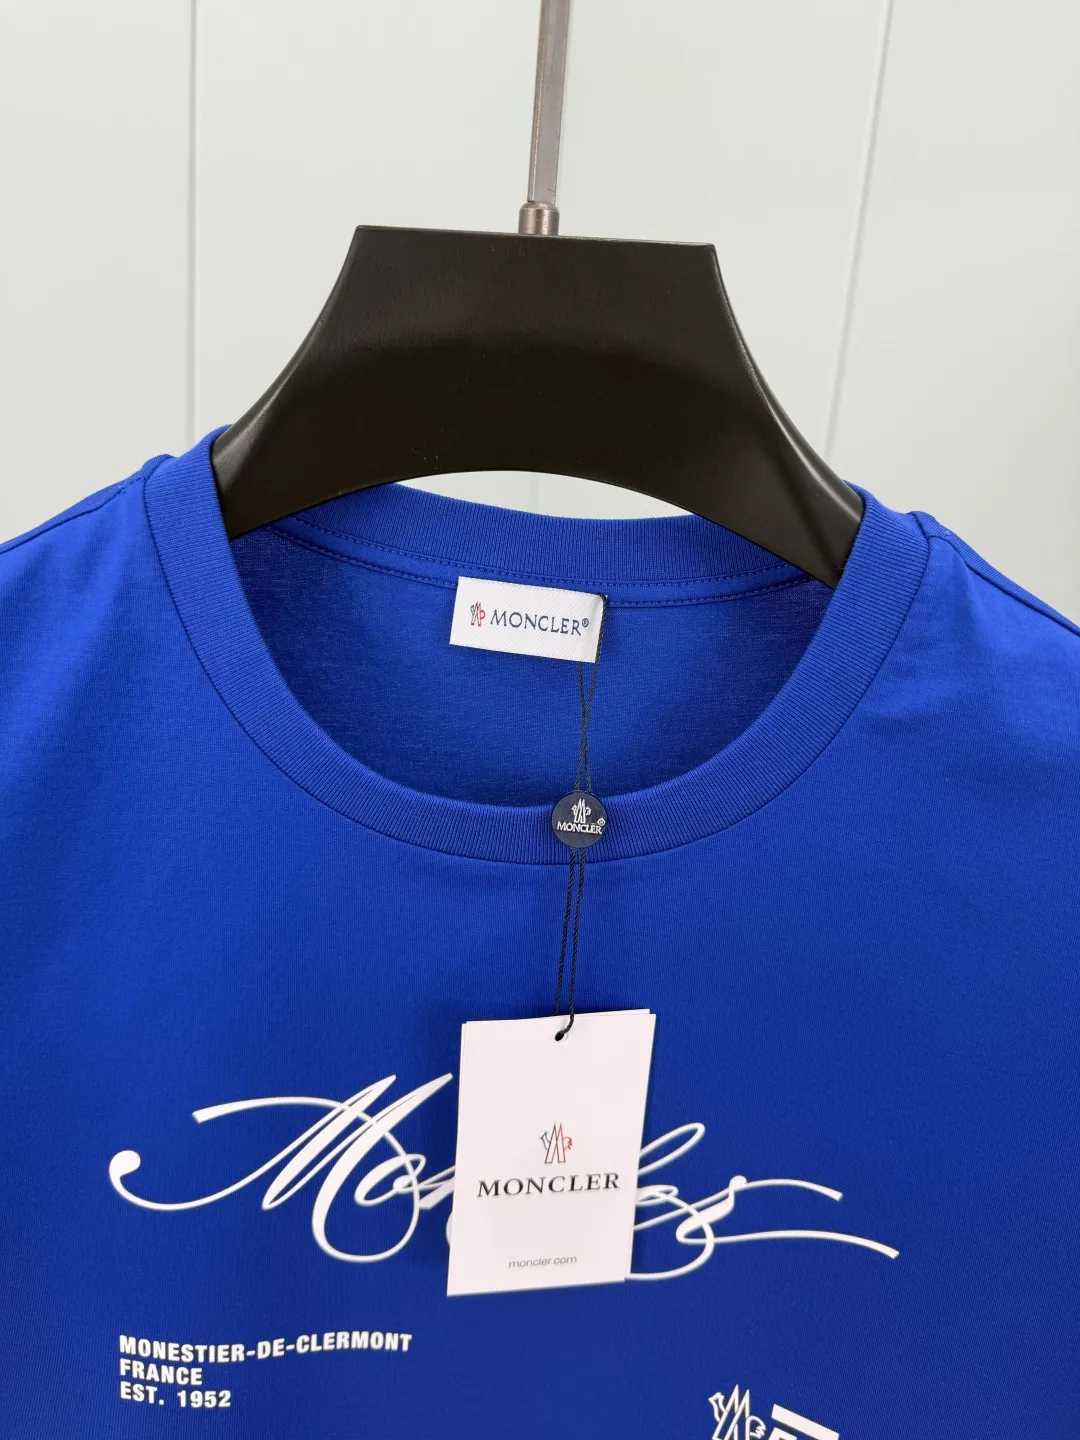 MONCLER®
MONCLER®
MONCLER
moncler.com
MONESTIER-DE-CLERMONT
FRANCE
EST. 1952